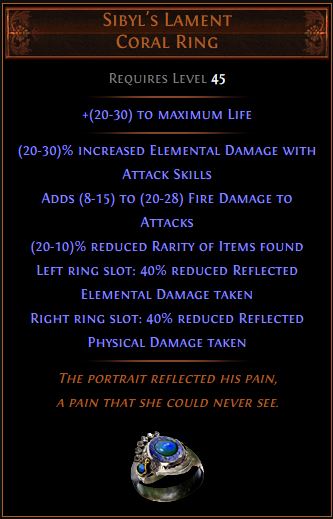 Sibyl's Lament
Coral Ring
Requires Level 45
+(20-30) to maximum Life
(20-30)% increased Elemental Damage with
Attack Skills
Adds (8-15) to (20-28) Fire Damage to
Attacks
(20-10)% reduced Rarity of Items found
Left ring slot: 40% reduced Reflected
Elemental Damage taken
Right ring slot: 40% reduced Reflected
Physical Damage taken
The portrait reflected his pain,
a pain that she could never see.